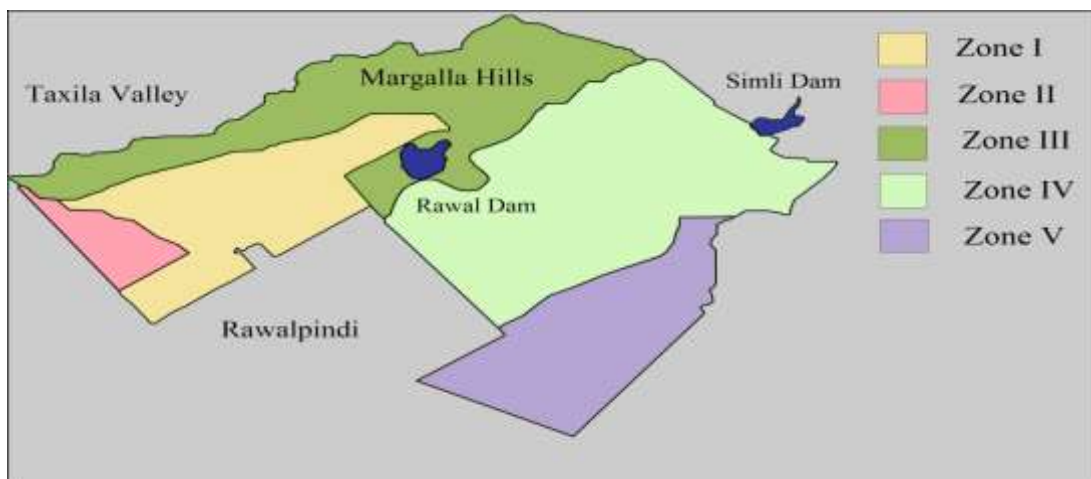 Taxila Valley
Margalla Hills
Simli Dam
Rawal Dam
Rawalpindi
Zone I
Zone II
Zone III
Zone IV
Zone V